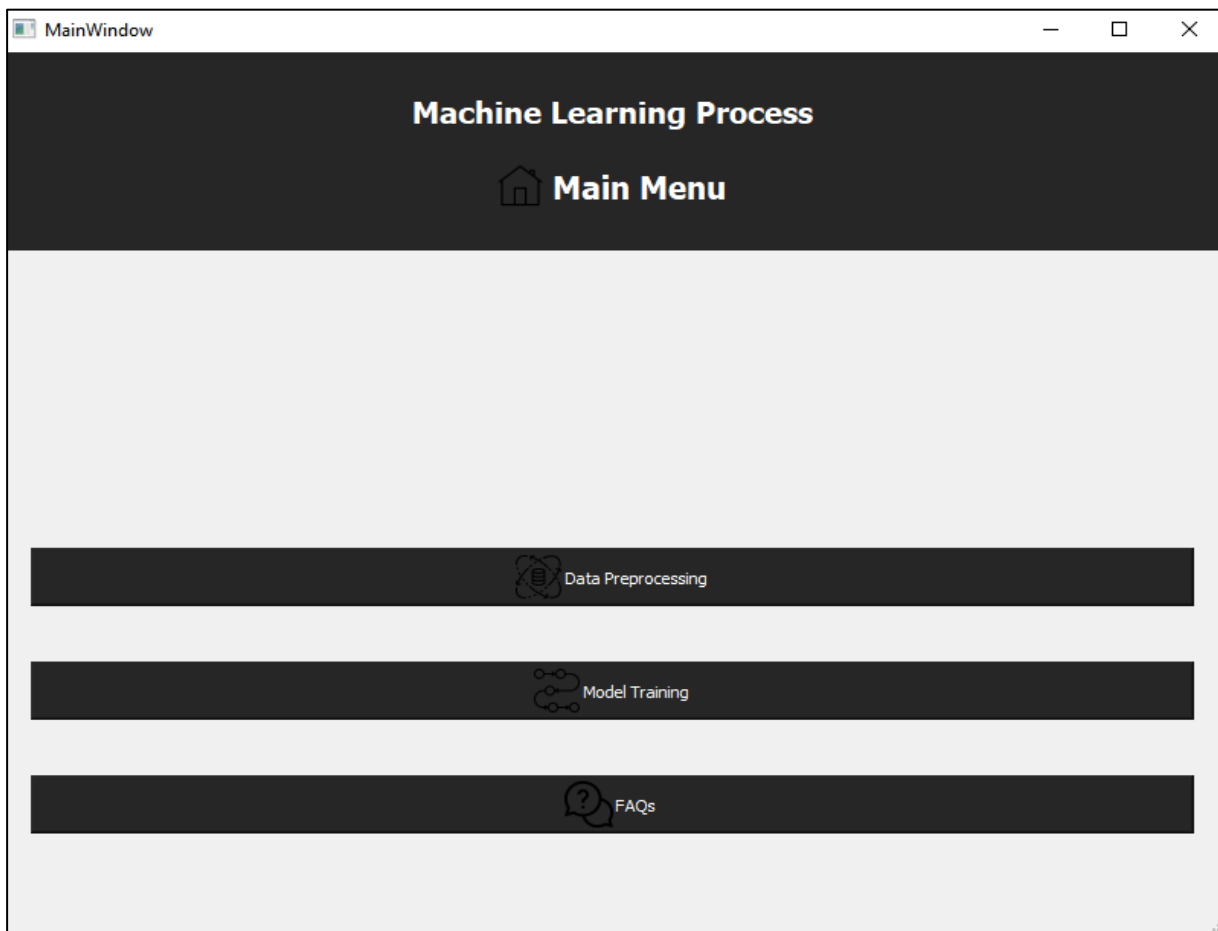 MainWindow
Machine Learning Process
Main Menu
Data Preprocessing
Model Training
FAQs